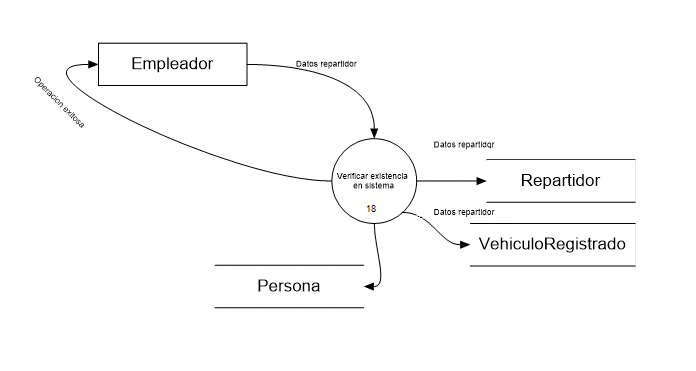 Empleador
Datos repartidor
Operacion exitosa
Datos repartidor
Verificar existencia
en sistema
18
Repartidor
Datos repartidor
VehiculoRegistrado
Persona